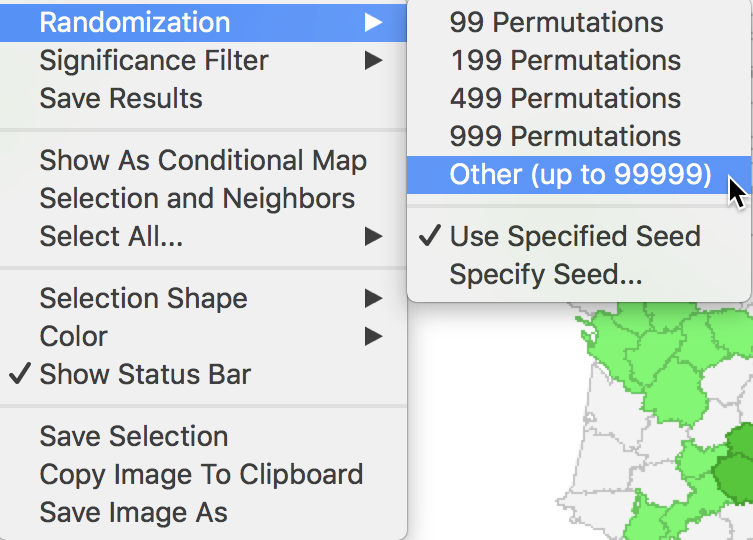 Randomization
Significance Filter
Save Results
Show As Conditional Map
Selection and Neighbors
Select All...
Selection Shape
Color
Show Status Bar
Save Selection
Copy Image To Clipboard
Save Image As
99 Permutations
199 Permutations
499 Permutations
999 Permutations
Other (up to 99999)
Use Specified Seed
Specify Seed...